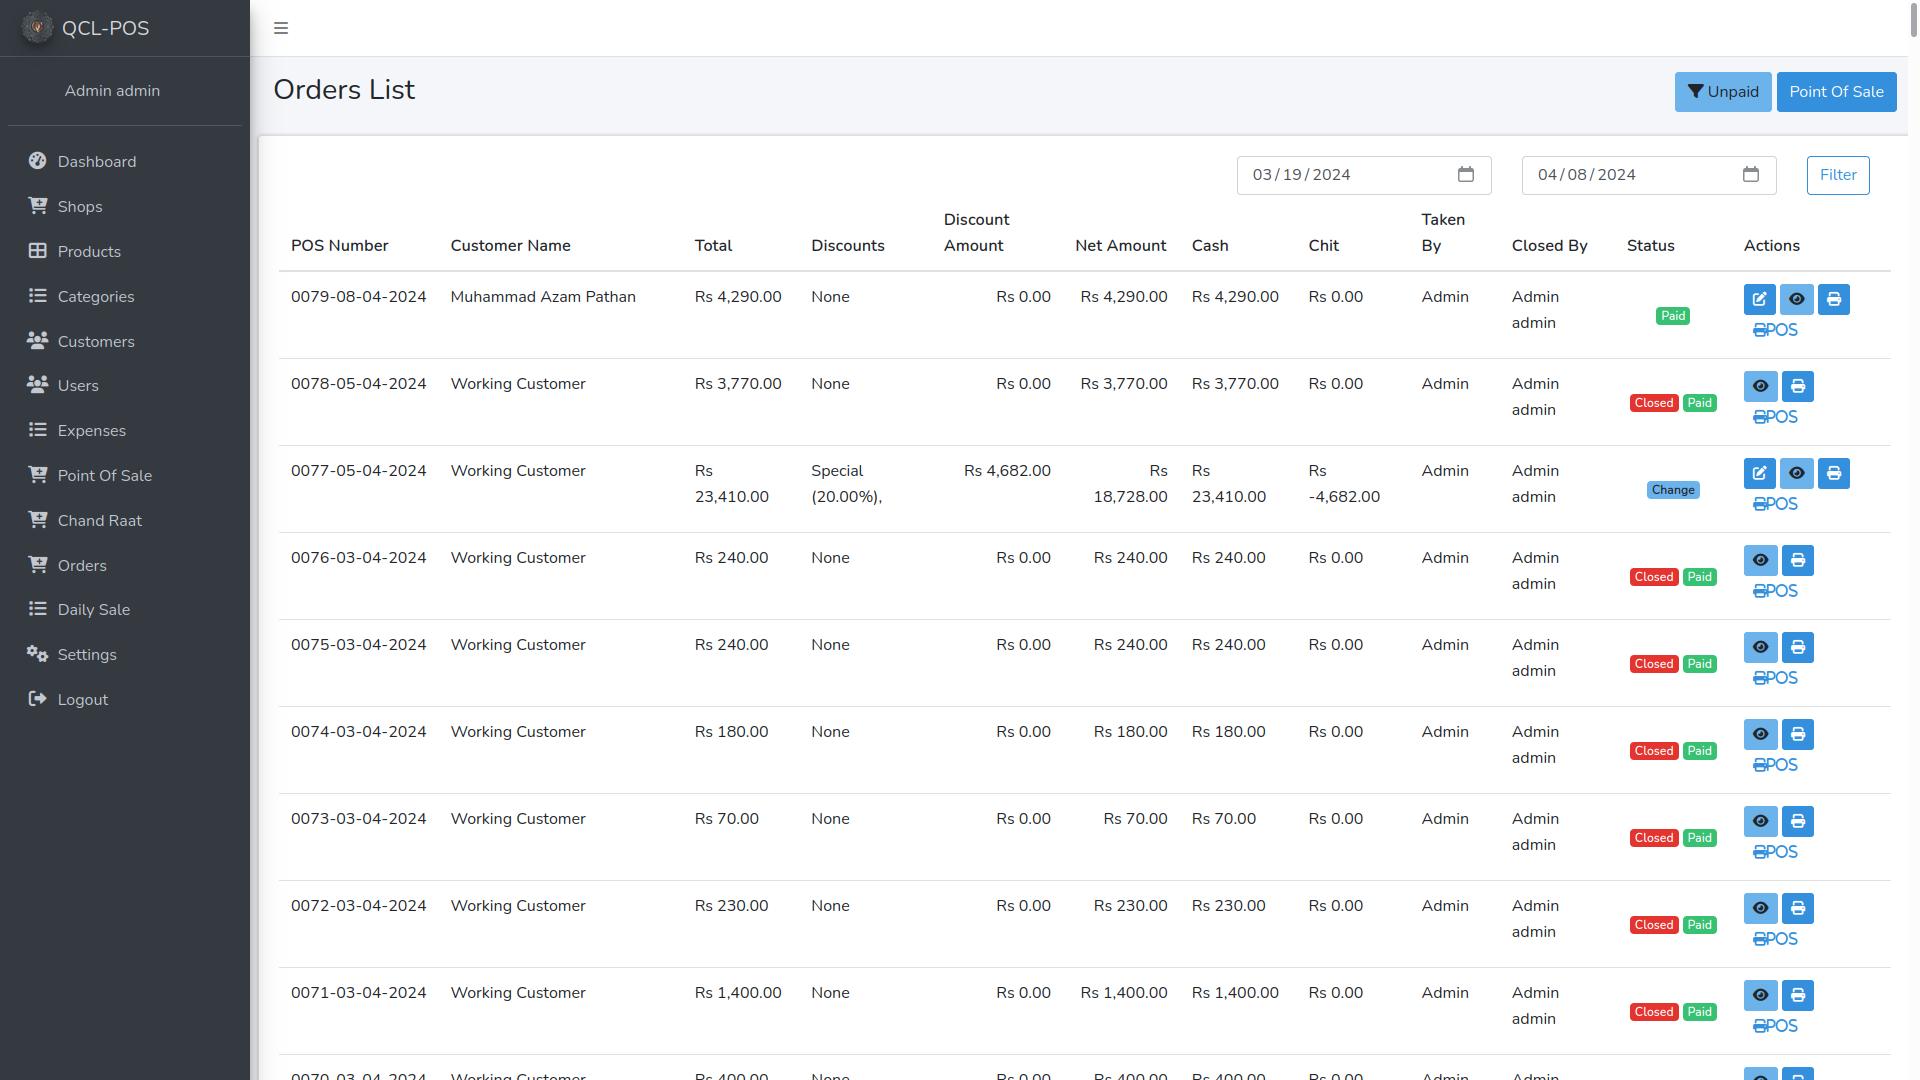 QCL-POS
Admin admin
Dashboard
Shops
Products
Categories
Customers
Users
Expenses
Point Of Sale
Chand Raat
Orders
Daily Sale
Settings
Logout
Orders List
Unpaid Point Of Sale
03/19/2024 04/08/2024 Filter
POS Number Customer Name Total Discounts Discount Amount Net Amount Cash Chit Taken By Closed By Status Actions
0079-08-04-2024 Muhammad Azam Pathan Rs 4,290.00 None Rs 0.00 Rs 4,290.00 Rs 4,290.00 Rs 0.00 Admin Admin admin Paid POS
0078-05-04-2024 Working Customer Rs 3,770.00 None Rs 0.00 Rs 3,770.00 Rs 3,770.00 Rs 0.00 Admin Admin admin Closed Paid POS
0077-05-04-2024 Working Customer Rs 23,410.00 Special (20.00%), Rs 4,682.00 Rs 18,728.00 Rs 23,410.00 Rs -4,682.00 Admin Admin admin Change POS
0076-03-04-2024 Working Customer Rs 240.00 None Rs 0.00 Rs 240.00 Rs 240.00 Rs 0.00 Admin Admin admin Closed Paid POS
0075-03-04-2024 Working Customer Rs 240.00 None Rs 0.00 Rs 240.00 Rs 240.00 Rs 0.00 Admin Admin admin Closed Paid POS
0074-03-04-2024 Working Customer Rs 180.00 None Rs 0.00 Rs 180.00 Rs 180.00 Rs 0.00 Admin Admin admin Closed Paid POS
0073-03-04-2024 Working Customer Rs 70.00 None Rs 0.00 Rs 70.00 Rs 70.00 Rs 0.00 Admin Admin admin Closed Paid POS
0072-03-04-2024 Working Customer Rs 230.00 None Rs 0.00 Rs 230.00 Rs 230.00 Rs 0.00 Admin Admin admin Closed Paid POS
0071-03-04-2024 Working Customer Rs 1,400.00 None Rs 0.00 Rs 1,400.00 Rs 1,400.00 Rs 0.00 Admin Admin admin Closed Paid POS
0070-03-04-2024 Working Customer Rs 400.00 None Rs 0.00 Rs 400.00 Rs 400.00 Rs 0.00 Admin Admin